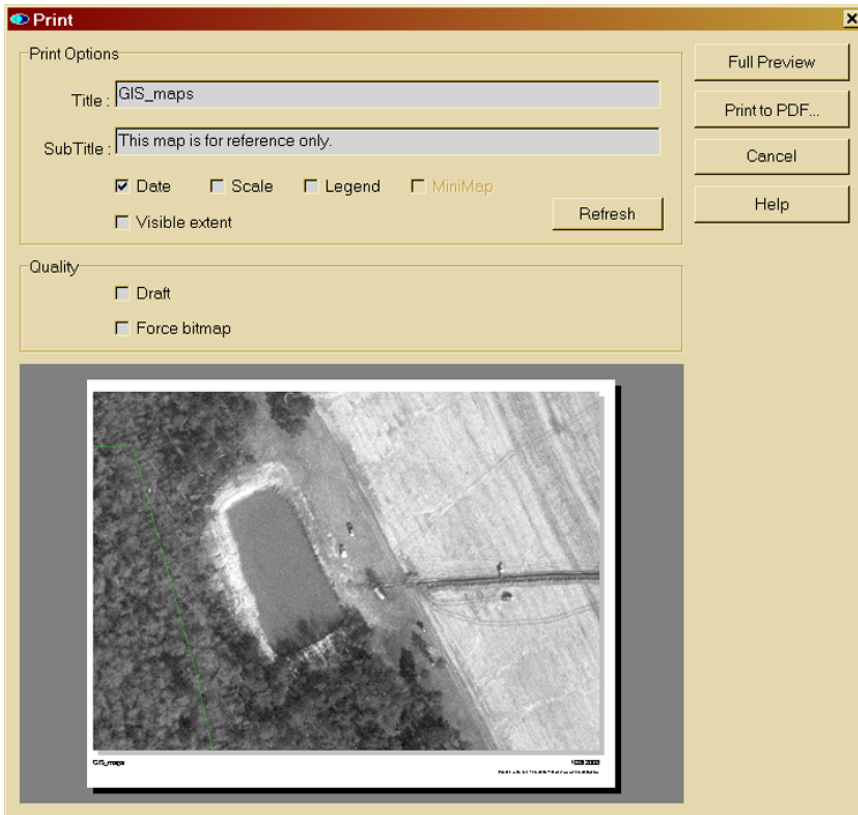 Print
Print Options
Full Preview
Title : GIS_maps
Print to PDF...
SubTitle : This map is for reference only.
Cancel
Date Scale Legend MiniMap
Help
Visible extent Refresh
Quality
Draft
Force bitmap
GIS_maps